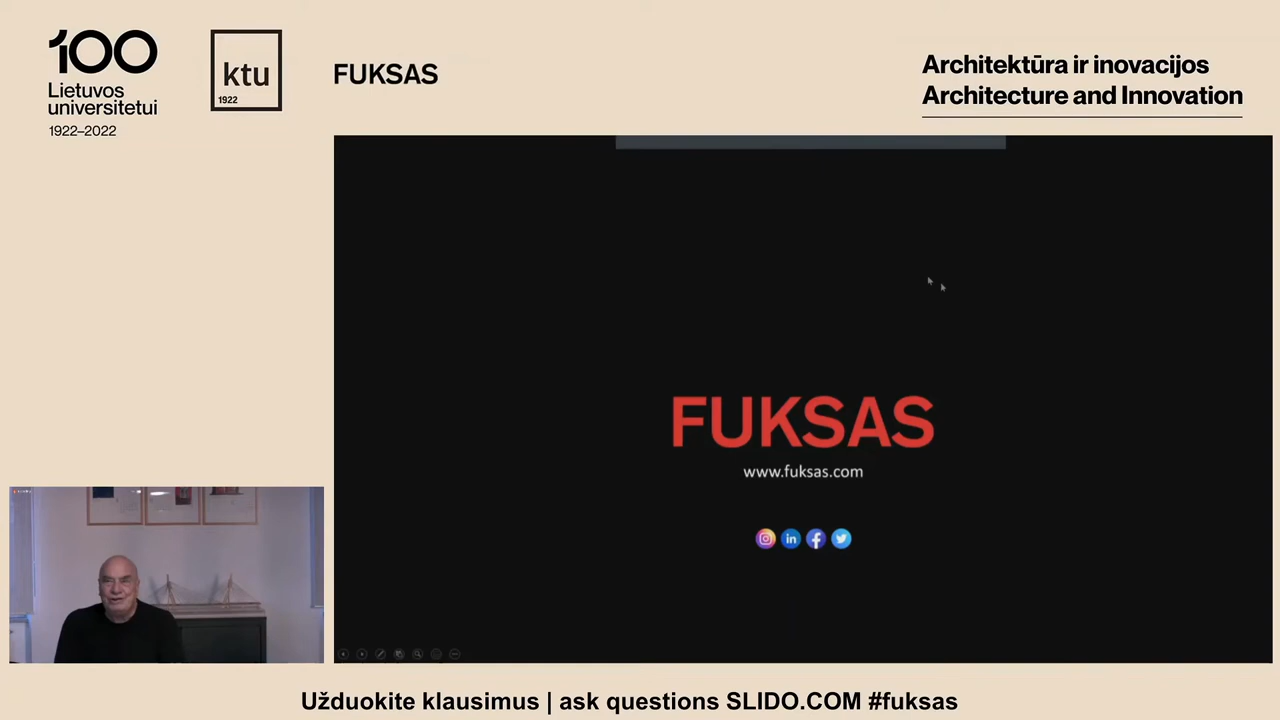 100
Lietuvos
universitetui
1922–2022
ktu
1922
FUKSAS
Architektūra ir inovacijos
Architecture and Innovation
FUKSAS
www.fuksas.com
in
Užduokite klausimus | ask questions SLIDO.COM #fuksas